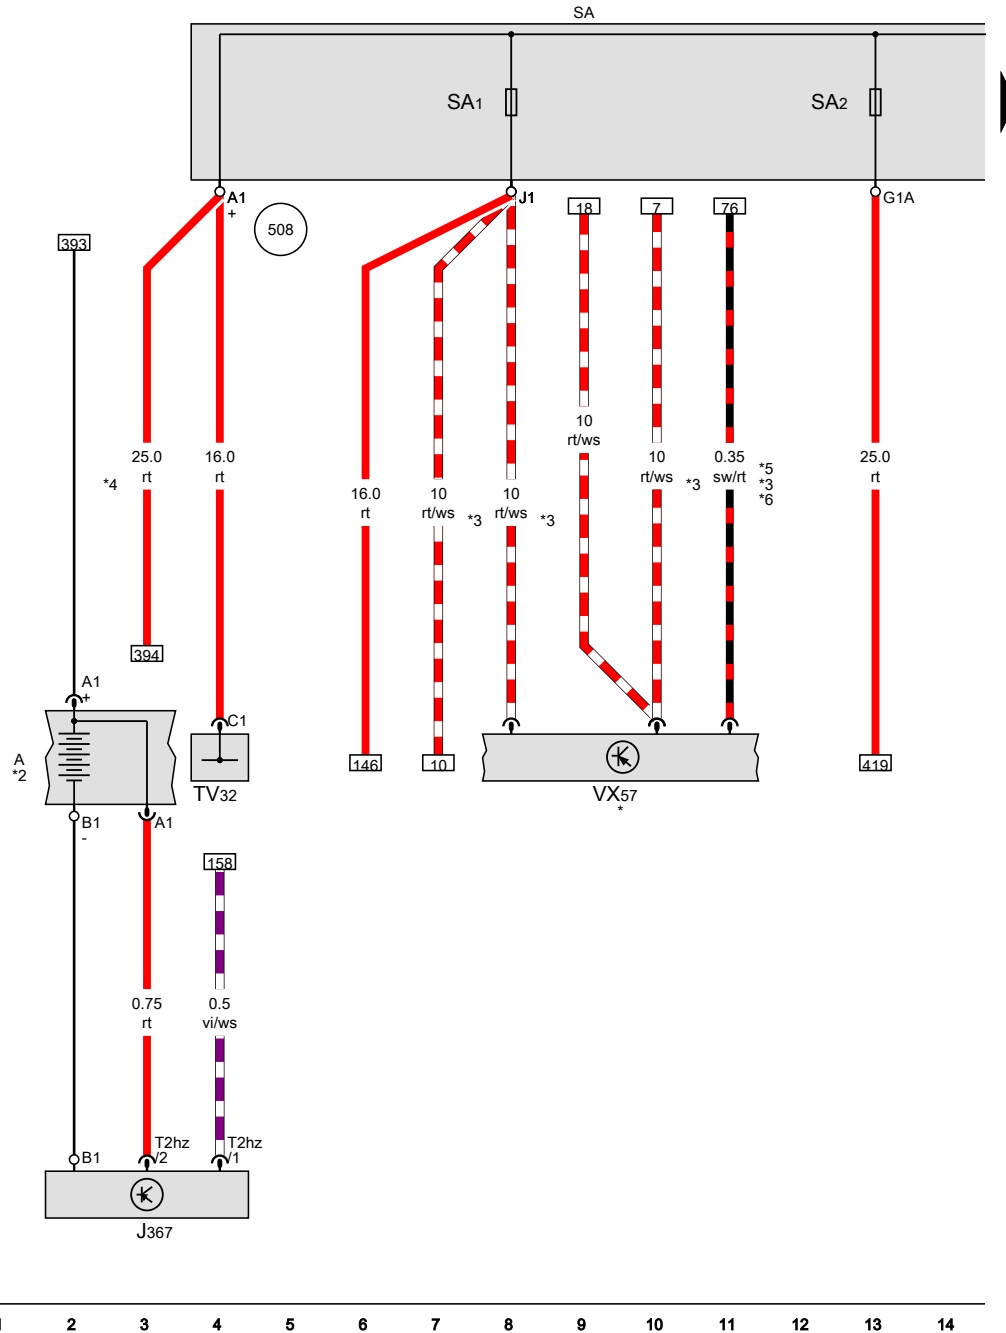 SA
SA1
SA2
A1
+
508
J1
18
7
76
G1A
393
10
rt/ws
25.0
rt
*4
16.0
rt
10
rt/ws
*3
0.35
sw/rt
*5
*3
*6
25.0
rt
16.0
rt
10
rt/ws
*3
10
rt/ws
*3
394
A1
+
C1
A
*2
TV32
146
10
VX57
*
419
B1
-
A1
158
0.75
rt
0.5
vi/ws
B1
T2hz
/2
T2hz
/1
J367
2 3 4 5 6 7 8 9 10 11 12 13 14